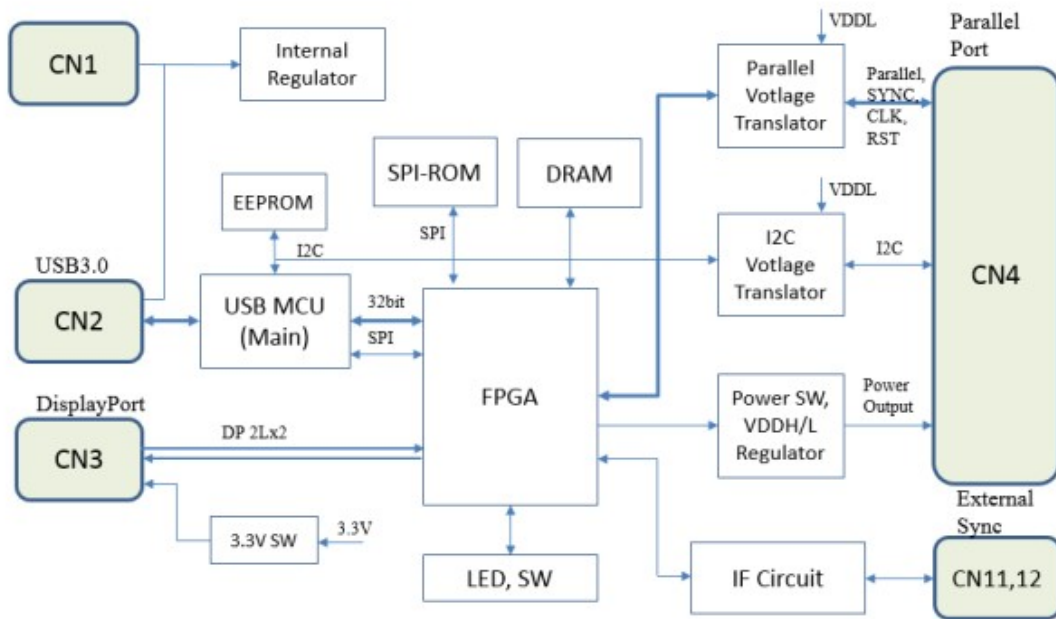 VDDL
Parallel
Port
CN1
Internal
Regulator
Parallel
Votlage
Translator
Parallel,
SYNC,
CLK,
RST
SPI-ROM
DRAM
EEPROM
SPI
VDDL
I2C
I2C
Votlage
Translator
I2C
CN4
USB3.0
CN2
USB MCU
(Main)
32bit
SPI
FPGA
Power SW,
VDDH/L
Regulator
Power
Output
DisplayPort
CN3
DP 2Lx2
3.3V SW
3.3V
External
Sync
LED, SW
IF Circuit
CN11,12